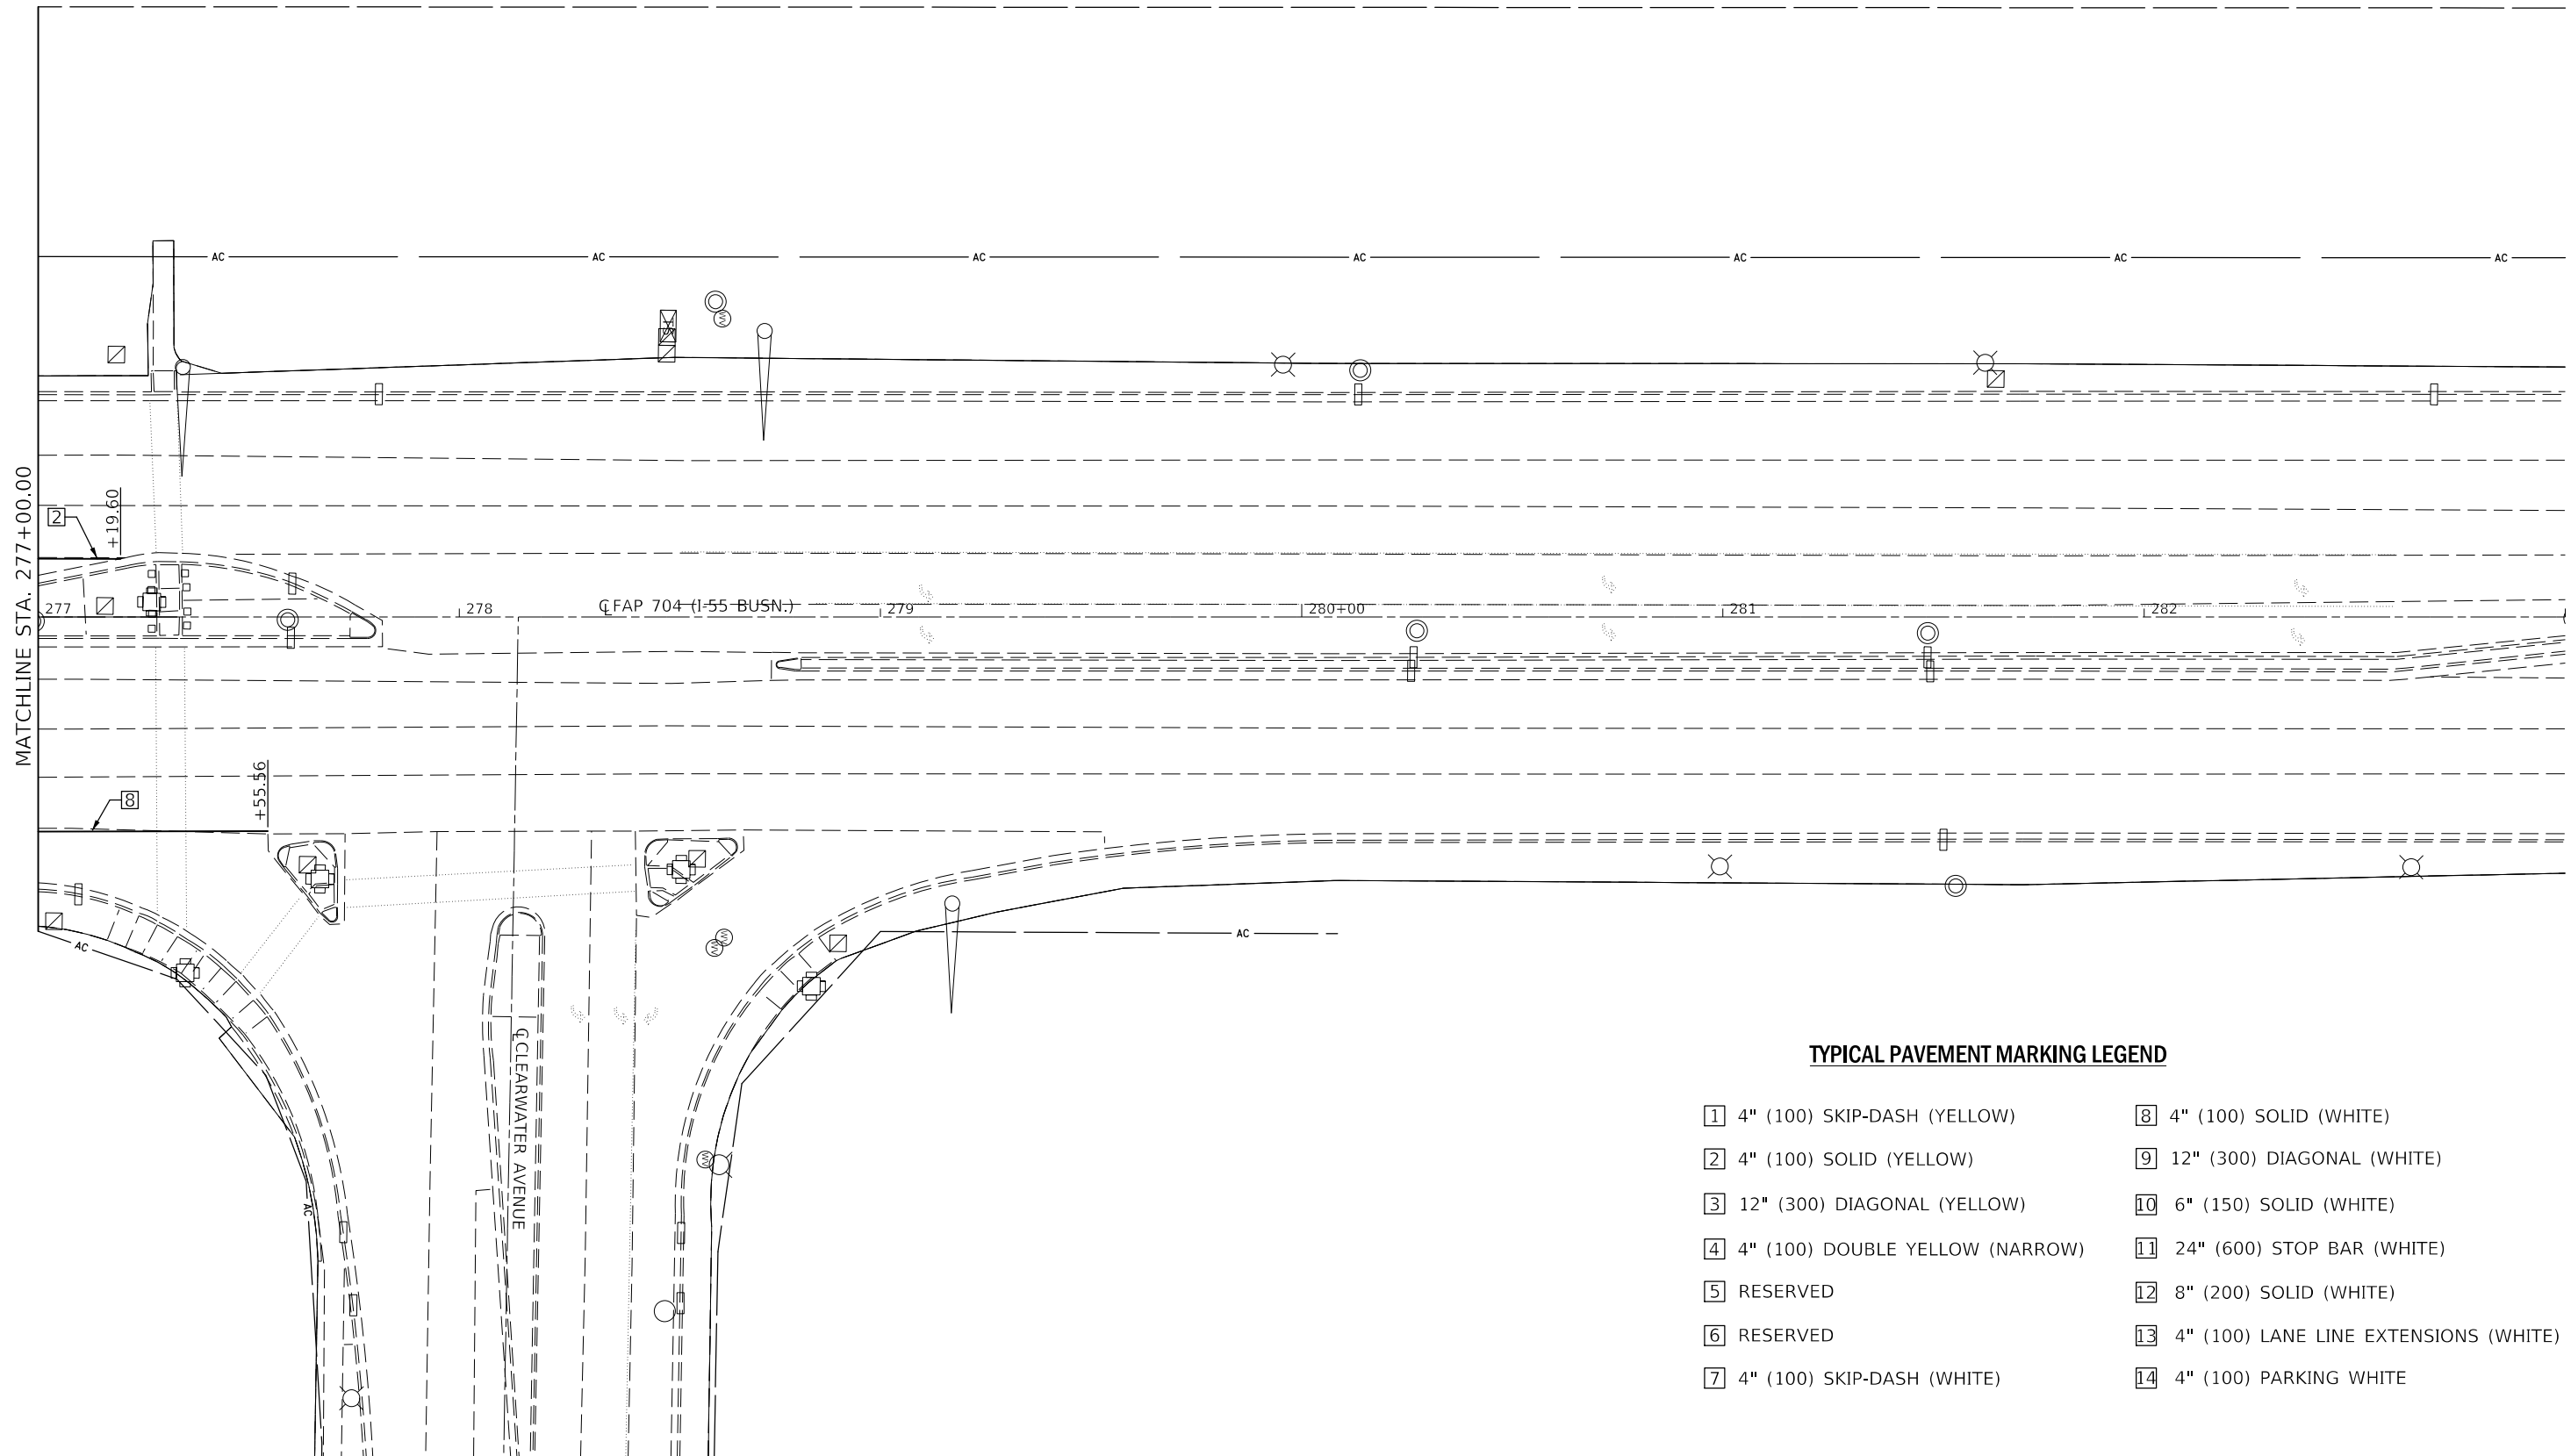 AC AC AC AC AC AC AC
MATCHLINE STA. 277+00.00
2
+19.60
277 278 ℄ FAP 704 (I-55 BUSN.) 279 280+00 281 282
8
+55.56
AC
AC
AC
℄ CLEARWATER AVENUE
W
W
W
W
TYPICAL PAVEMENT MARKING LEGEND
1 4" (100) SKIP-DASH (YELLOW)
2 4" (100) SOLID (YELLOW)
3 12" (300) DIAGONAL (YELLOW)
4 4" (100) DOUBLE YELLOW (NARROW)
5 RESERVED
6 RESERVED
7 4" (100) SKIP-DASH (WHITE)
8 4" (100) SOLID (WHITE)
9 12" (300) DIAGONAL (WHITE)
10 6" (150) SOLID (WHITE)
11 24" (600) STOP BAR (WHITE)
12 8" (200) SOLID (WHITE)
13 4" (100) LANE LINE EXTENSIONS (WHITE)
14 4" (100) PARKING WHITE